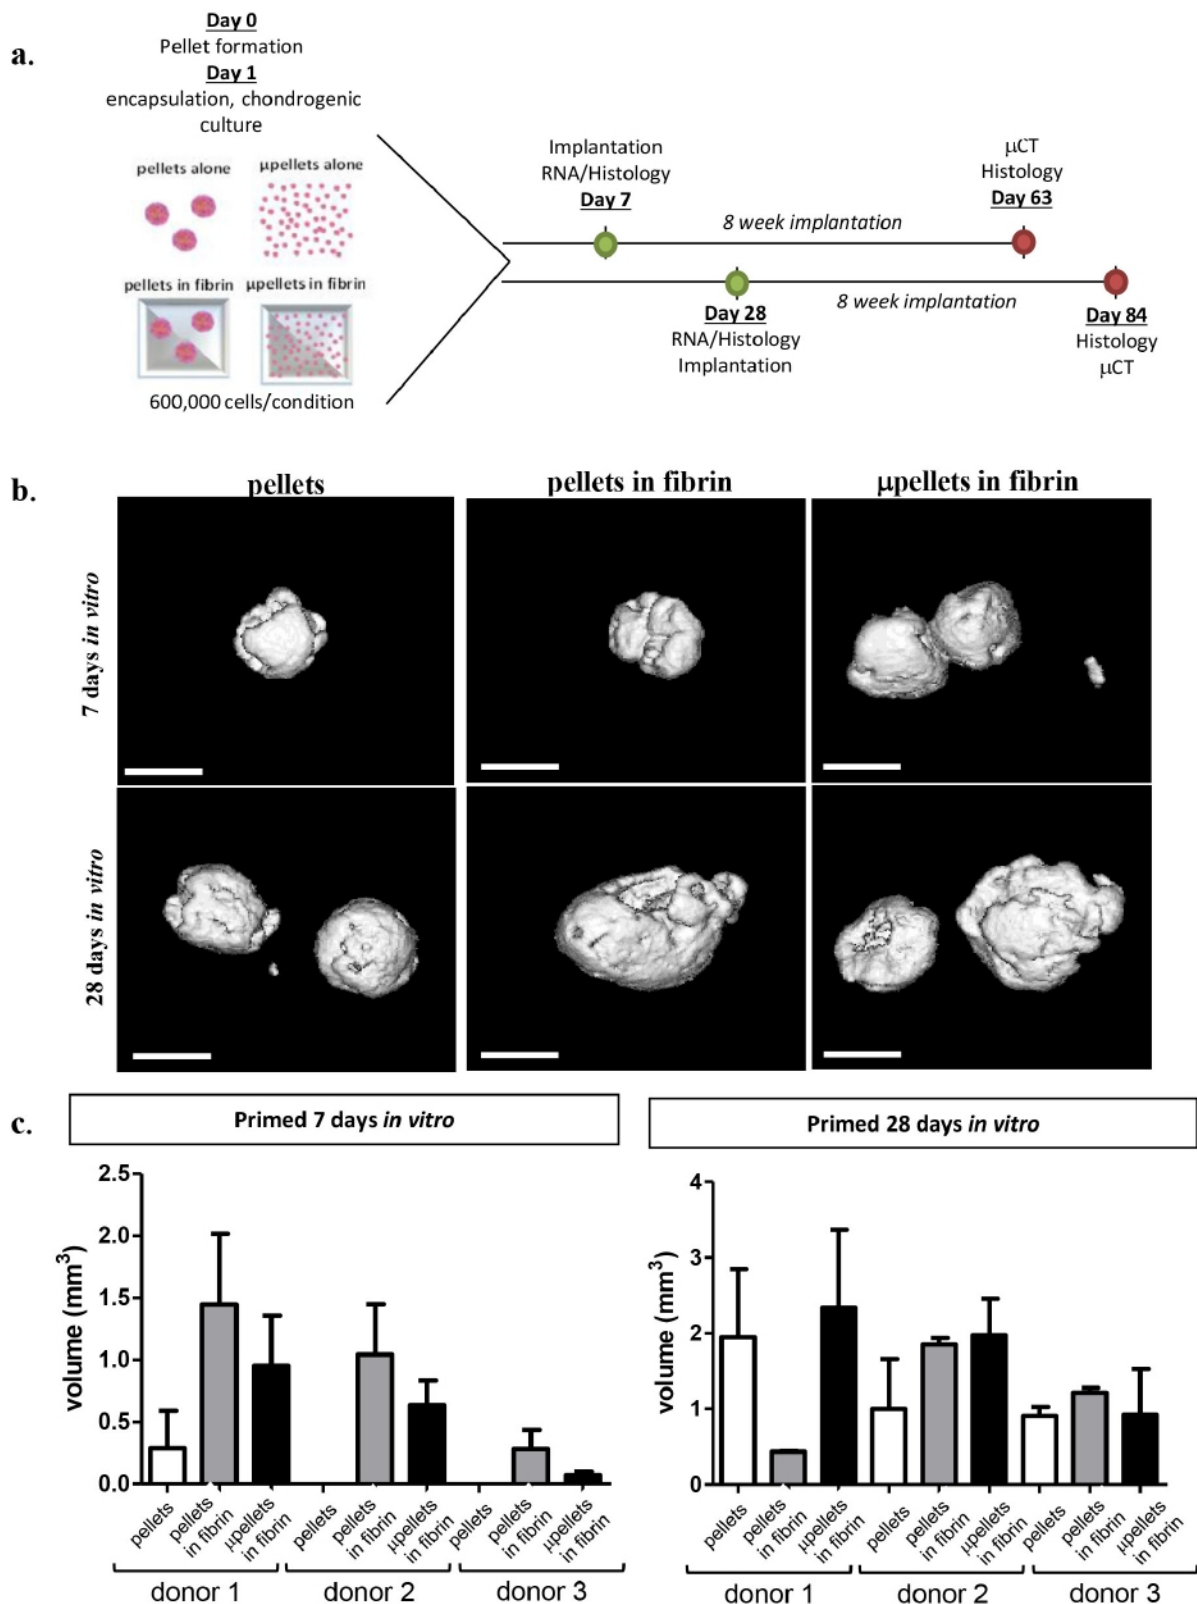 a.
Day 0
Pellet formation
Day 1
encapsulation, chondrogenic
culture
pellets alone
μpellets alone
pellets in fibrin
μpellets in fibrin
600,000 cells/condition
Implantation
RNA/Histology
Day 7
8 week implantation
μCT
Histology
Day 63
Day 28
RNA/Histology
Implantation
8 week implantation
Day 84
Histology
μCT
b.
pellets
pellets in fibrin
μpellets in fibrin
7 days in vitro
28 days in vitro
c.
Primed 7 days in vitro
volume (mm³)
2.5
2.0
1.5
1.0
0.5
0.0
pellets
pellets
in fibrin
μpellets
in fibrin
pellets
pellets
in fibrin
μpellets
in fibrin
pellets
pellets
in fibrin
μpellets
in fibrin
donor 1
donor 2
donor 3
Primed 28 days in vitro
volume (mm³)
4
3
2
1
0
pellets
pellets
in fibrin
μpellets
in fibrin
pellets
pellets
in fibrin
μpellets
in fibrin
pellets
pellets
in fibrin
μpellets
in fibrin
donor 1
donor 2
donor 3